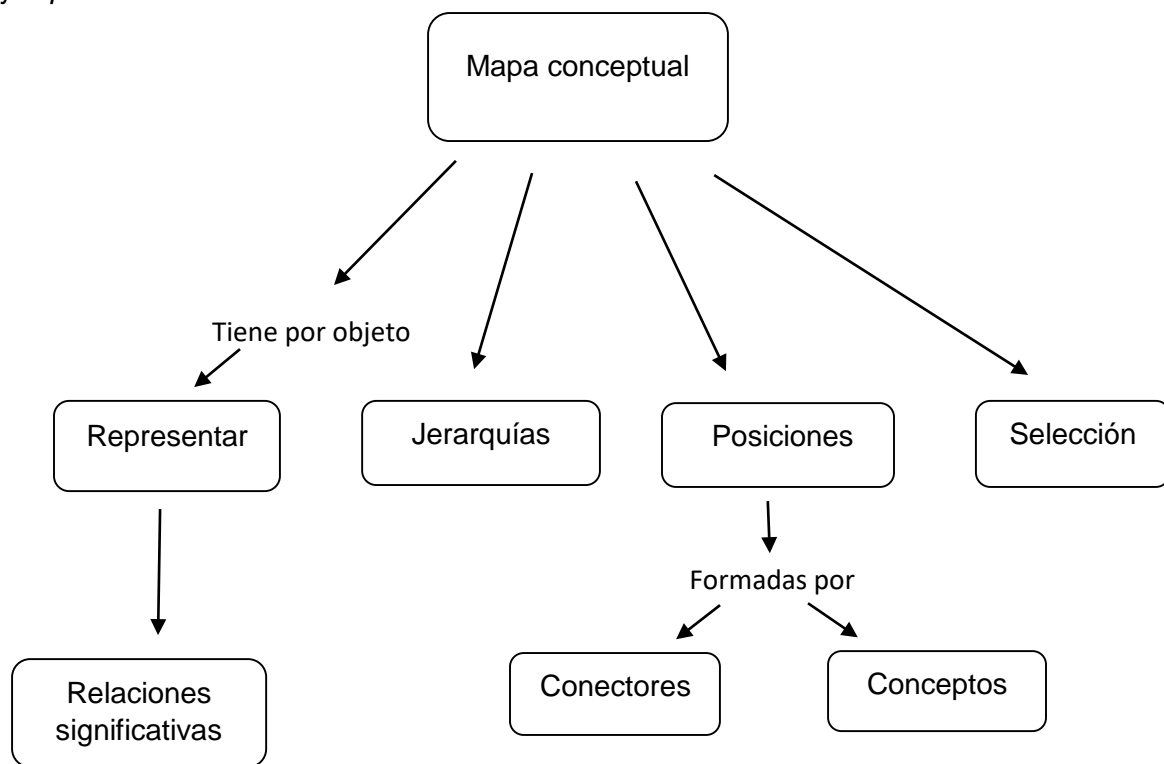 Mapa conceptual
Tiene por objeto
Representar
Jerarquías
Posiciones
Selección
Formadas por
Relaciones
significativas
Conectores
Conceptos